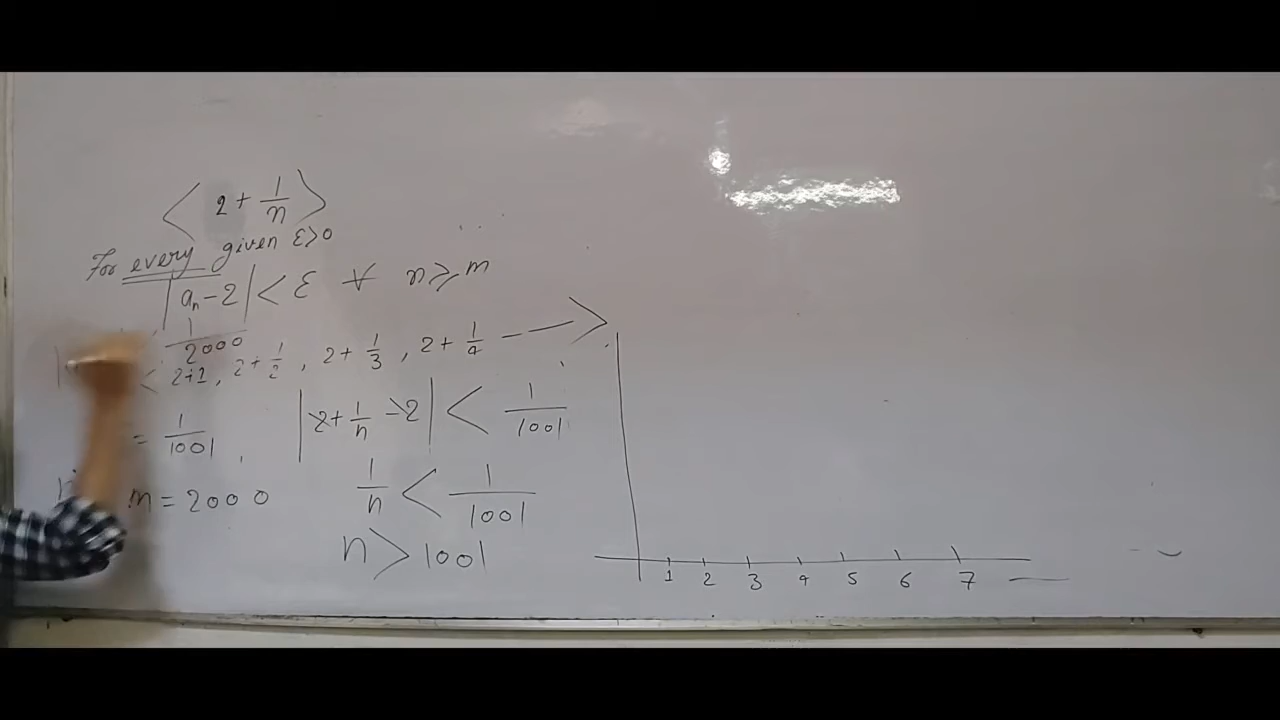 < 2 + 1/n >
For every given ε>0
|aₙ - 2| < ε ∀ n ≥ m
1/2000
< 2+1, 2+1/2, 2+1/3, 2+1/4 - — >
= 1/1001, |2+1/n - 2| < 1/1001
m = 2000 1/n < 1/1001
n > 1001
1 2 3 4 5 6 7 —